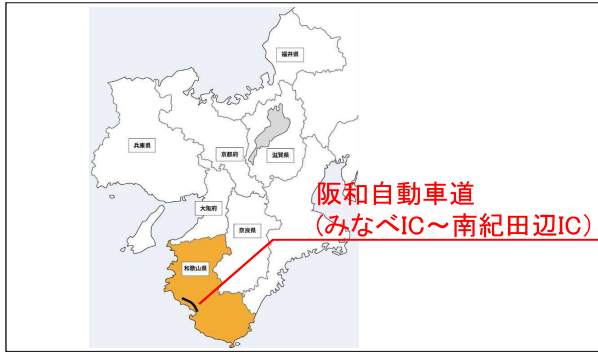 福井県
兵庫県
京都府
滋賀県
大阪府
奈良県
阪和自動車道
(みなべIC～南紀田辺IC)
和歌山県